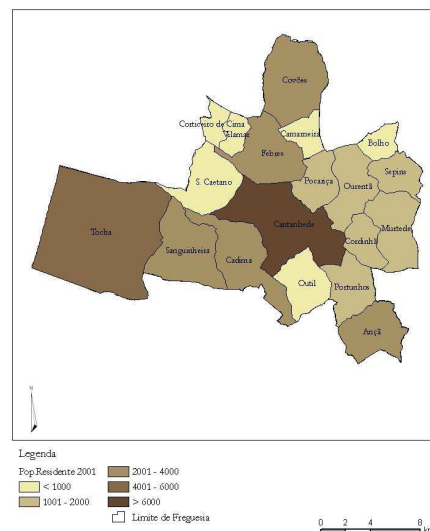 Covões
Corticeiro de Cima
Vilamar
Camarneira
Febres
Bolho
Sepins
S. Caetano
Pocariça
Ourentã
Tocha
Cantanhede
Murtede
Sanguinheira
Cordinhã
Cadima
Outil
Portunhos
Ançã
N
Legenda
Pop.Residente 2001
< 1000
1001 - 2000
2001 - 4000
4001 - 6000
> 6000
Limite de Freguesia
0 2 4 8